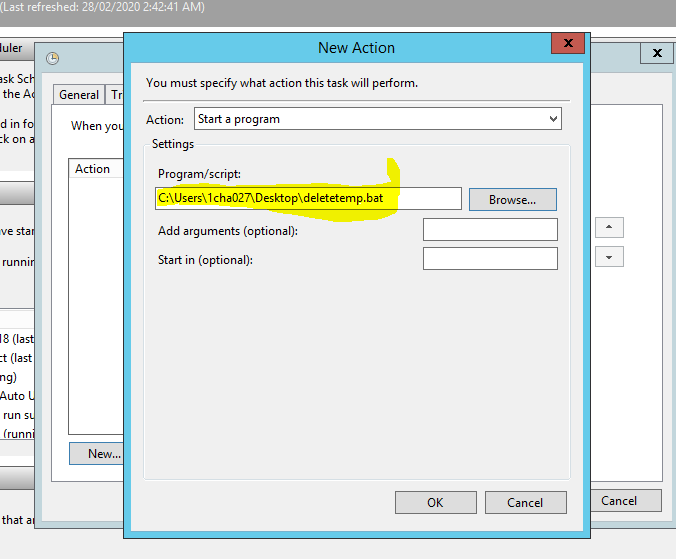 (Last refreshed: 28/02/2020 2:42:41 AM)
duler
New Action
x
x
ask Sch
the Ac
d in fo
ck on a
General
Tr
When you
Action
You must specify what action this task will perform.
Action:
Start a program
Settings
Program/script:
C:\Users\1cha027\Desktop\deletetemp.bat
Browse...
Add arguments (optional):
Start in (optional):
ve star
runnin
18 (last
ct (last
ng)
Auto U
run su
(runni
New...
OK
Cancel
Cancel
that ar